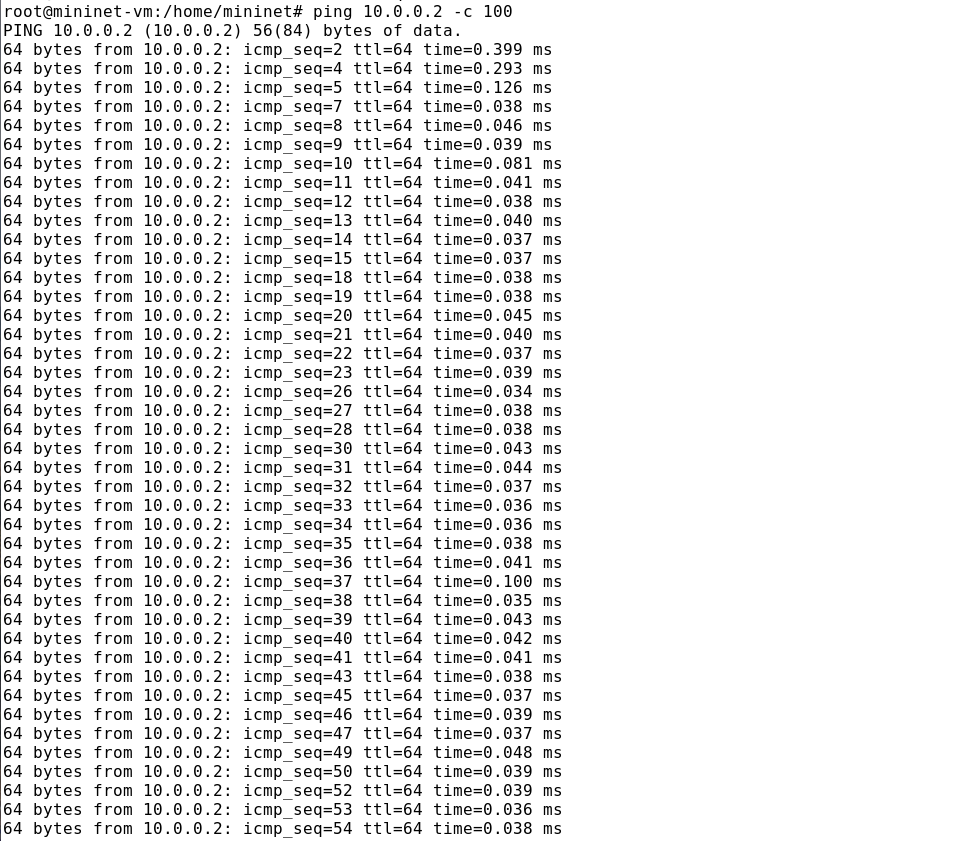 root@mininet-vm:/home/mininet# ping 10.0.0.2 -c 100
PING 10.0.0.2 (10.0.0.2) 56(84) bytes of data.
64 bytes from 10.0.0.2: icmp_seq=2 ttl=64 time=0.399 ms
64 bytes from 10.0.0.2: icmp_seq=4 ttl=64 time=0.293 ms
64 bytes from 10.0.0.2: icmp_seq=5 ttl=64 time=0.126 ms
64 bytes from 10.0.0.2: icmp_seq=7 ttl=64 time=0.038 ms
64 bytes from 10.0.0.2: icmp_seq=8 ttl=64 time=0.046 ms
64 bytes from 10.0.0.2: icmp_seq=9 ttl=64 time=0.039 ms
64 bytes from 10.0.0.2: icmp_seq=10 ttl=64 time=0.081 ms
64 bytes from 10.0.0.2: icmp_seq=11 ttl=64 time=0.041 ms
64 bytes from 10.0.0.2: icmp_seq=12 ttl=64 time=0.038 ms
64 bytes from 10.0.0.2: icmp_seq=13 ttl=64 time=0.040 ms
64 bytes from 10.0.0.2: icmp_seq=14 ttl=64 time=0.037 ms
64 bytes from 10.0.0.2: icmp_seq=15 ttl=64 time=0.037 ms
64 bytes from 10.0.0.2: icmp_seq=18 ttl=64 time=0.038 ms
64 bytes from 10.0.0.2: icmp_seq=19 ttl=64 time=0.038 ms
64 bytes from 10.0.0.2: icmp_seq=20 ttl=64 time=0.045 ms
64 bytes from 10.0.0.2: icmp_seq=21 ttl=64 time=0.040 ms
64 bytes from 10.0.0.2: icmp_seq=22 ttl=64 time=0.037 ms
64 bytes from 10.0.0.2: icmp_seq=23 ttl=64 time=0.039 ms
64 bytes from 10.0.0.2: icmp_seq=26 ttl=64 time=0.034 ms
64 bytes from 10.0.0.2: icmp_seq=27 ttl=64 time=0.038 ms
64 bytes from 10.0.0.2: icmp_seq=28 ttl=64 time=0.038 ms
64 bytes from 10.0.0.2: icmp_seq=30 ttl=64 time=0.043 ms
64 bytes from 10.0.0.2: icmp_seq=31 ttl=64 time=0.044 ms
64 bytes from 10.0.0.2: icmp_seq=32 ttl=64 time=0.037 ms
64 bytes from 10.0.0.2: icmp_seq=33 ttl=64 time=0.036 ms
64 bytes from 10.0.0.2: icmp_seq=34 ttl=64 time=0.036 ms
64 bytes from 10.0.0.2: icmp_seq=35 ttl=64 time=0.038 ms
64 bytes from 10.0.0.2: icmp_seq=36 ttl=64 time=0.041 ms
64 bytes from 10.0.0.2: icmp_seq=37 ttl=64 time=0.100 ms
64 bytes from 10.0.0.2: icmp_seq=38 ttl=64 time=0.035 ms
64 bytes from 10.0.0.2: icmp_seq=39 ttl=64 time=0.043 ms
64 bytes from 10.0.0.2: icmp_seq=40 ttl=64 time=0.042 ms
64 bytes from 10.0.0.2: icmp_seq=41 ttl=64 time=0.041 ms
64 bytes from 10.0.0.2: icmp_seq=43 ttl=64 time=0.038 ms
64 bytes from 10.0.0.2: icmp_seq=45 ttl=64 time=0.037 ms
64 bytes from 10.0.0.2: icmp_seq=46 ttl=64 time=0.039 ms
64 bytes from 10.0.0.2: icmp_seq=47 ttl=64 time=0.037 ms
64 bytes from 10.0.0.2: icmp_seq=49 ttl=64 time=0.048 ms
64 bytes from 10.0.0.2: icmp_seq=50 ttl=64 time=0.039 ms
64 bytes from 10.0.0.2: icmp_seq=52 ttl=64 time=0.039 ms
64 bytes from 10.0.0.2: icmp_seq=53 ttl=64 time=0.036 ms
64 bytes from 10.0.0.2: icmp_seq=54 ttl=64 time=0.038 ms